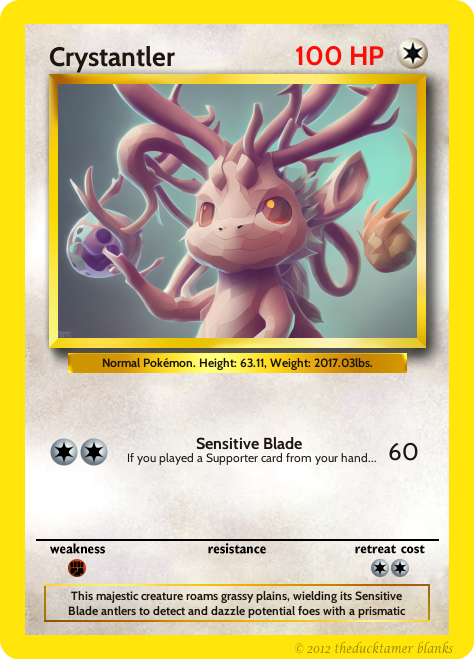 Crystantler
100 HP
Normal Pokémon. Height: 63.11, Weight: 2017.03lbs.
Sensitive Blade
If you played a Supporter card from your hand...
60
weakness
resistance
retreat cost
This majestic creature roams grassy plains, wielding its Sensitive
Blade antlers to detect and dazzle potential foes with a prismatic
© 2012 theducktamer blanks